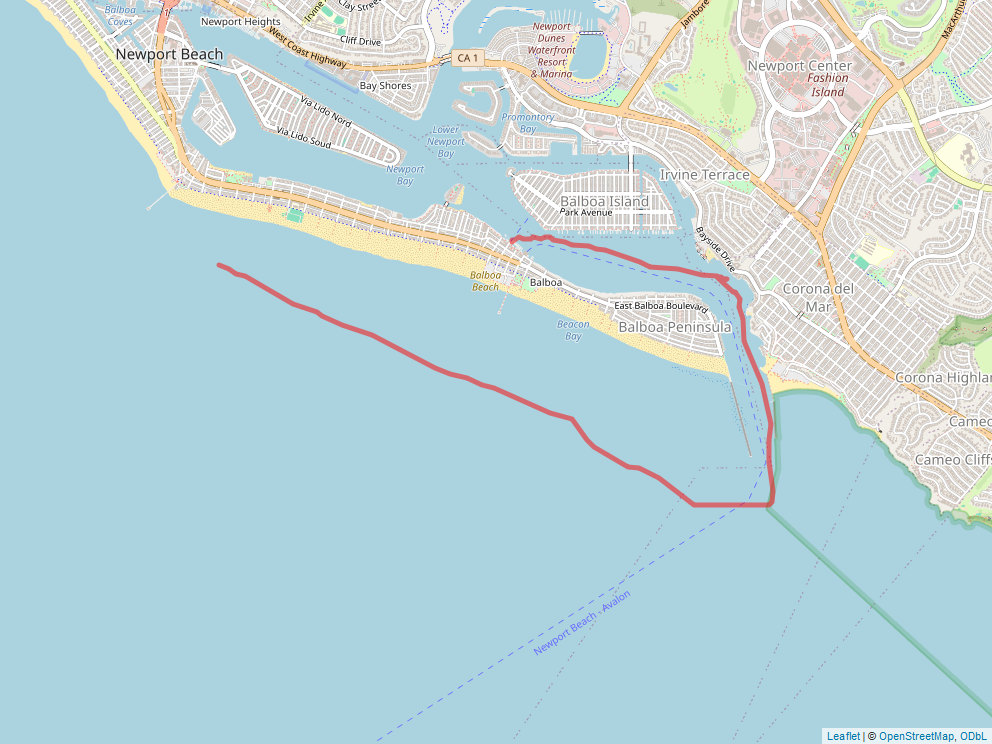 Balboa
Coves
Newport Heights
Irvine
Clay Street
Cliff Drive
Newport Beach
West Coast Highway
CA 1
Bay Shores
Newport
Dunes
Waterfront
Resort
& Marina
Newport Center
Fashion
Island
Via Lido Nord
Via Lido Soud
Lower
Newport
Bay
Promontory
Bay
Newport
Bay
Irvine Terrace
Balboa Island
Park Avenue
Bayside Drive
Balboa
Beach
Balboa
East Balboa Boulevard
Balboa Peninsula
Beacon
Bay
Corona del
Mar
Corona Highlan
Cameo
Cameo Cliffs
Newport Beach - Avalon
Leaflet | © OpenStreetMap, ODbL